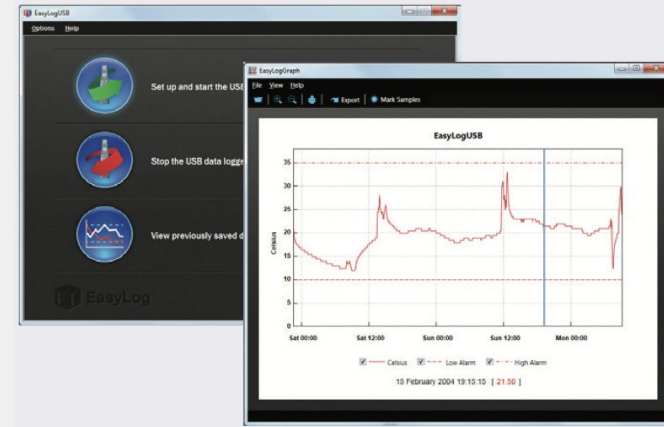 EasyLogUSB
Options Help
Set up and start the USB
Stop the USB data logge
View previously saved d
EasyLog
EasyLogGraph
File View Help
Export Mark Samples
EasyLogUSB
Celsius
35
30
25
20
15
10
5
0
Sat 00:00 Sat 12:00 Sun 00:00 Sun 12:00 Mon 00:00
Celsius Low Alarm High Alarm
15 February 2004 19:15:15 [ 21.50 ]